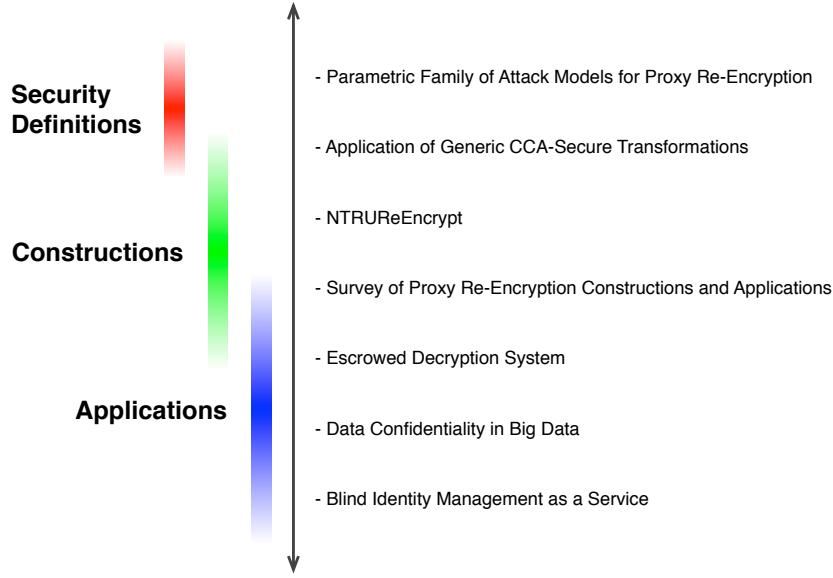 Security
Definitions
Constructions
Applications
- Parametric Family of Attack Models for Proxy Re-Encryption
- Application of Generic CCA-Secure Transformations
- NTRUReEncrypt
- Survey of Proxy Re-Encryption Constructions and Applications
- Escrowed Decryption System
- Data Confidentiality in Big Data
- Blind Identity Management as a Service